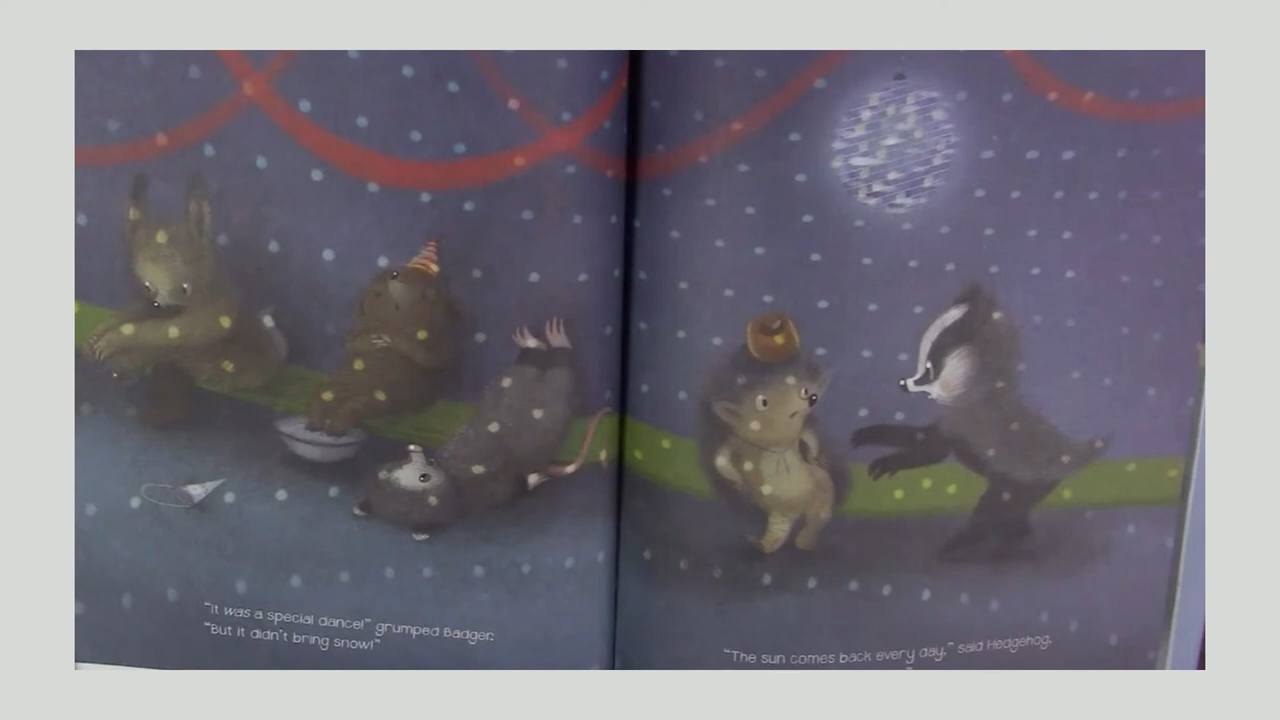 "It was a special dance!" grumped Badger.
"But it didn't bring snow!"
"The sun comes back every day," said Hedgehog.